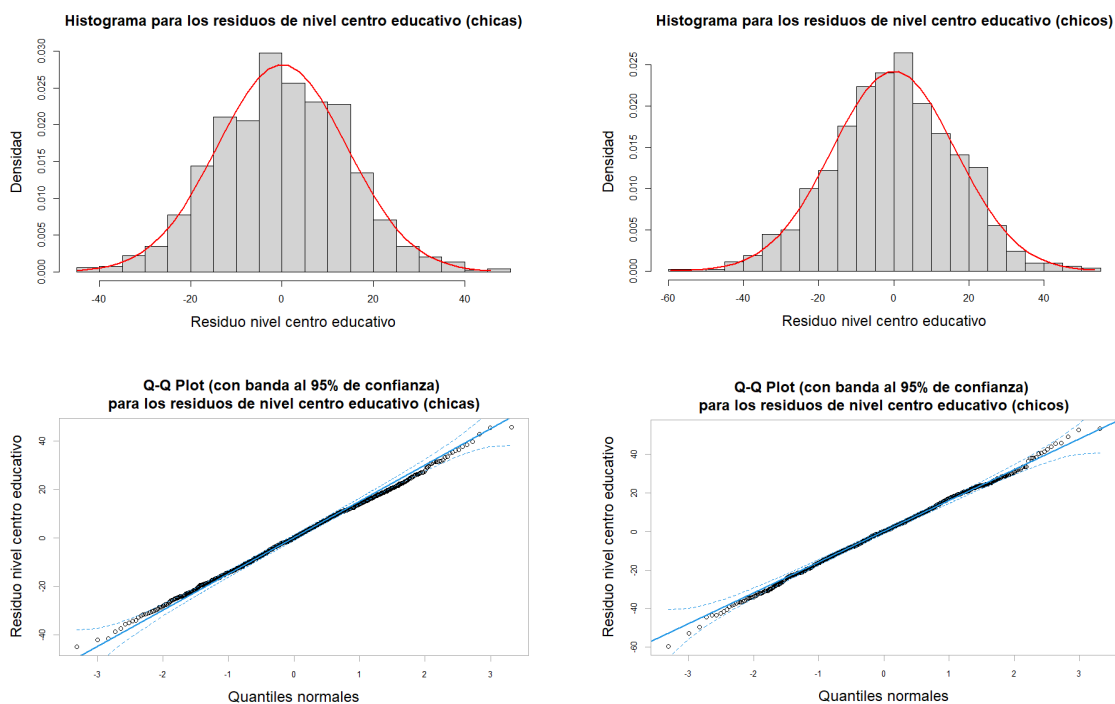 Histograma para los residuos de nivel centro educativo (chicas)
Densidad
0.000 0.005 0.010 0.015 0.020 0.025 0.030
-40 -20 0 20 40
Residuo nivel centro educativo
Histograma para los residuos de nivel centro educativo (chicos)
Densidad
0.000 0.005 0.010 0.015 0.020 0.025
-60 -40 -20 0 20 40
Residuo nivel centro educativo
Q-Q Plot (con banda al 95% de confianza)
para los residuos de nivel centro educativo (chicas)
Residuo nivel centro educativo
-40 -20 0 20 40
-3 -2 -1 0 1 2 3
Quantiles normales
Q-Q Plot (con banda al 95% de confianza)
para los residuos de nivel centro educativo (chicos)
Residuo nivel centro educativo
-60 -40 -20 0 20 40
-3 -2 -1 0 1 2 3
Quantiles normales